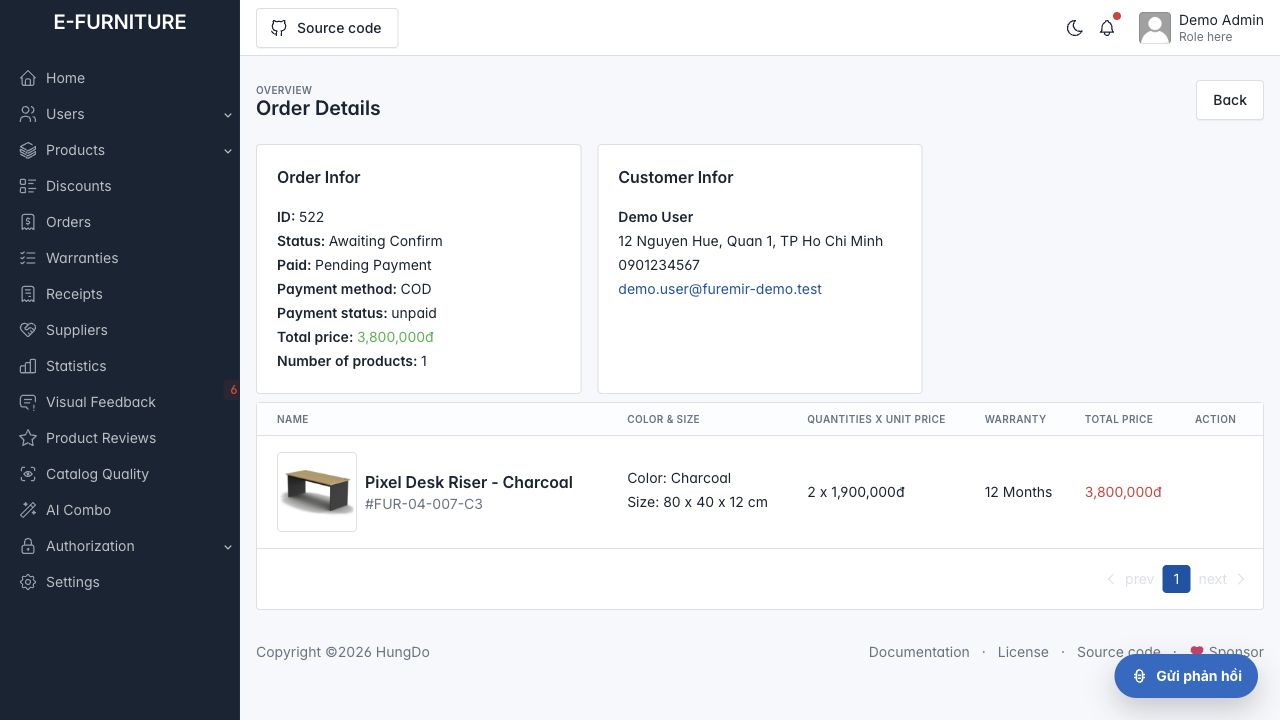 E-FURNITURE
Home
Users
Products
Discounts
Orders
Warranties
Receipts
Suppliers
Statistics
6
Visual Feedback
Product Reviews
Catalog Quality
AI Combo
Authorization
Settings
Source code
Demo Admin
Role here
OVERVIEW
Order Details
Back
Order Infor
ID: 522
Status: Awaiting Confirm
Paid: Pending Payment
Payment method: COD
Payment status: unpaid
Total price: 3,800,000đ
Number of products: 1
Customer Infor
Demo User
12 Nguyen Hue, Quan 1, TP Ho Chi Minh
0901234567
demo.user@furemir-demo.test
NAME COLOR & SIZE QUANTITIES X UNIT PRICE WARRANTY TOTAL PRICE ACTION
Pixel Desk Riser - Charcoal
#FUR-04-007-C3
Color: Charcoal
Size: 80 x 40 x 12 cm
2 x 1,900,000đ
12 Months
3,800,000đ
prev 1 next
Copyright ©2026 HungDo
Documentation · License · Source code · Sponsor
Gửi phản hồi